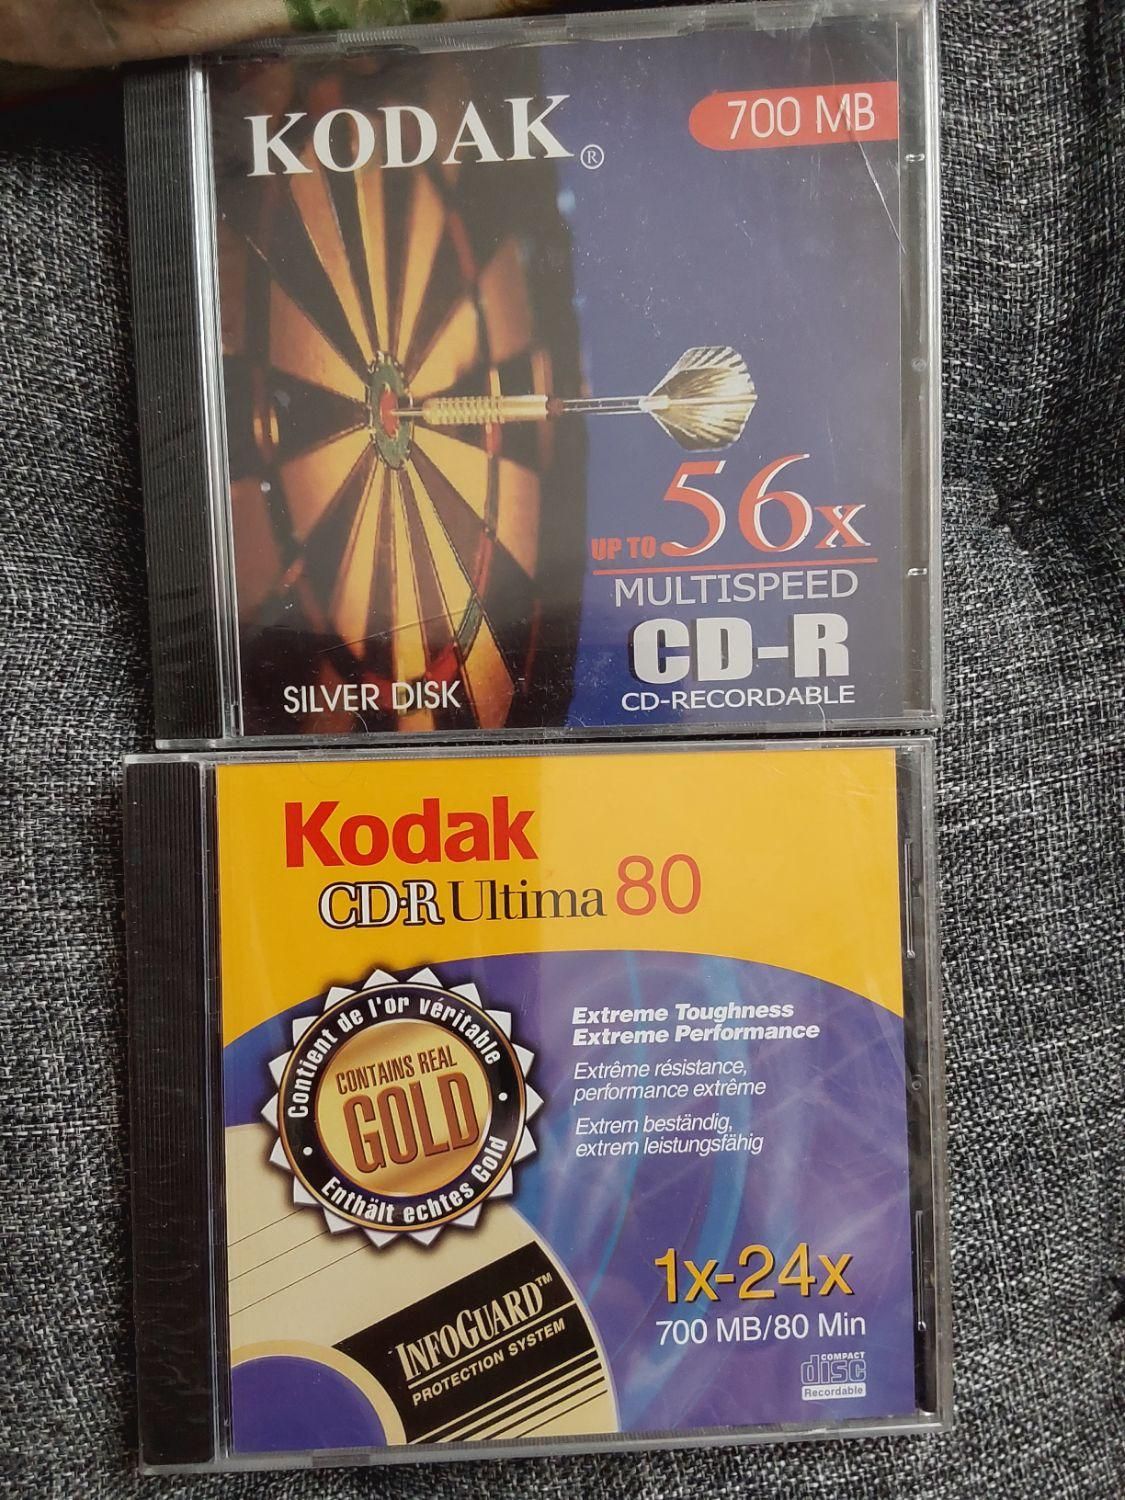 KODAK ®
700 MB
UP TO 56x
MULTISPEED
CD-R
CD-RECORDABLE
SILVER DISK
Kodak
CD-R Ultima 80
Contient de l'or véritable
CONTAINS REAL
GOLD
Enthält echtes Gold
Extreme Toughness
Extreme Performance
Extrême résistance,
performance extrême
Extrem beständig,
extrem leistungsfähig
INFOGUARD™
PROTECTION SYSTEM
1x-24x
700 MB/80 Min
COMPACT
disc
Recordable